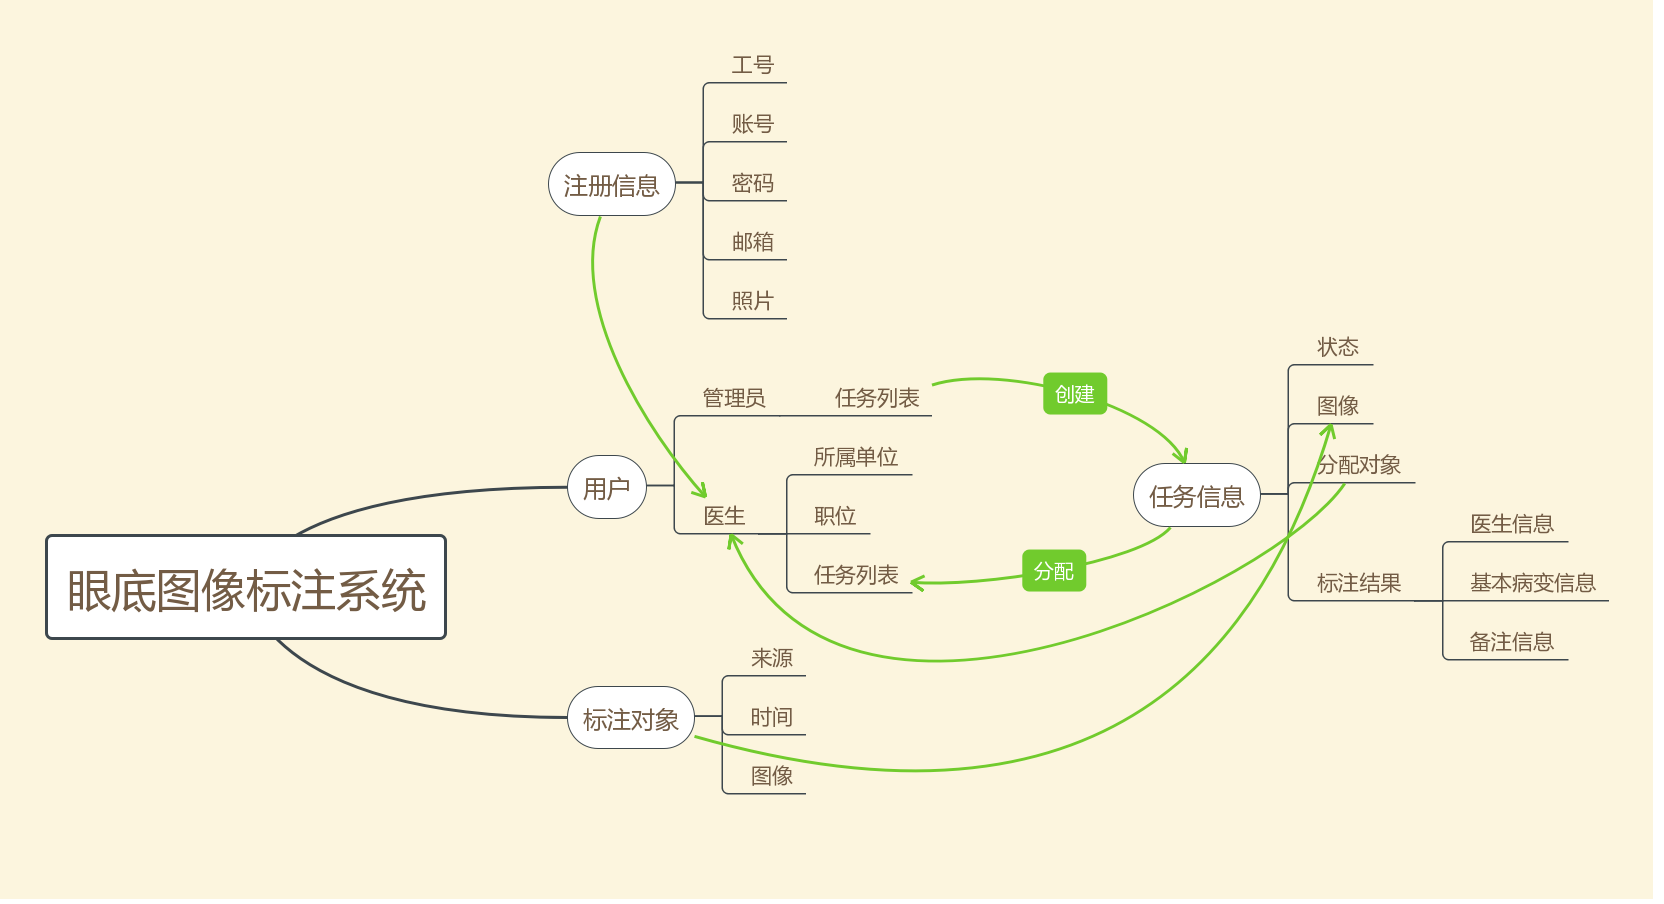 工号
账号
注册信息
密码
邮箱
照片
状态
管理员
任务列表
创建
图像
所属单位
分配对象
用户
任务信息
医生
职位
医生信息
任务列表
分配
标注结果
基本病变信息
眼底图像标注系统
备注信息
来源
标注对象
时间
图像